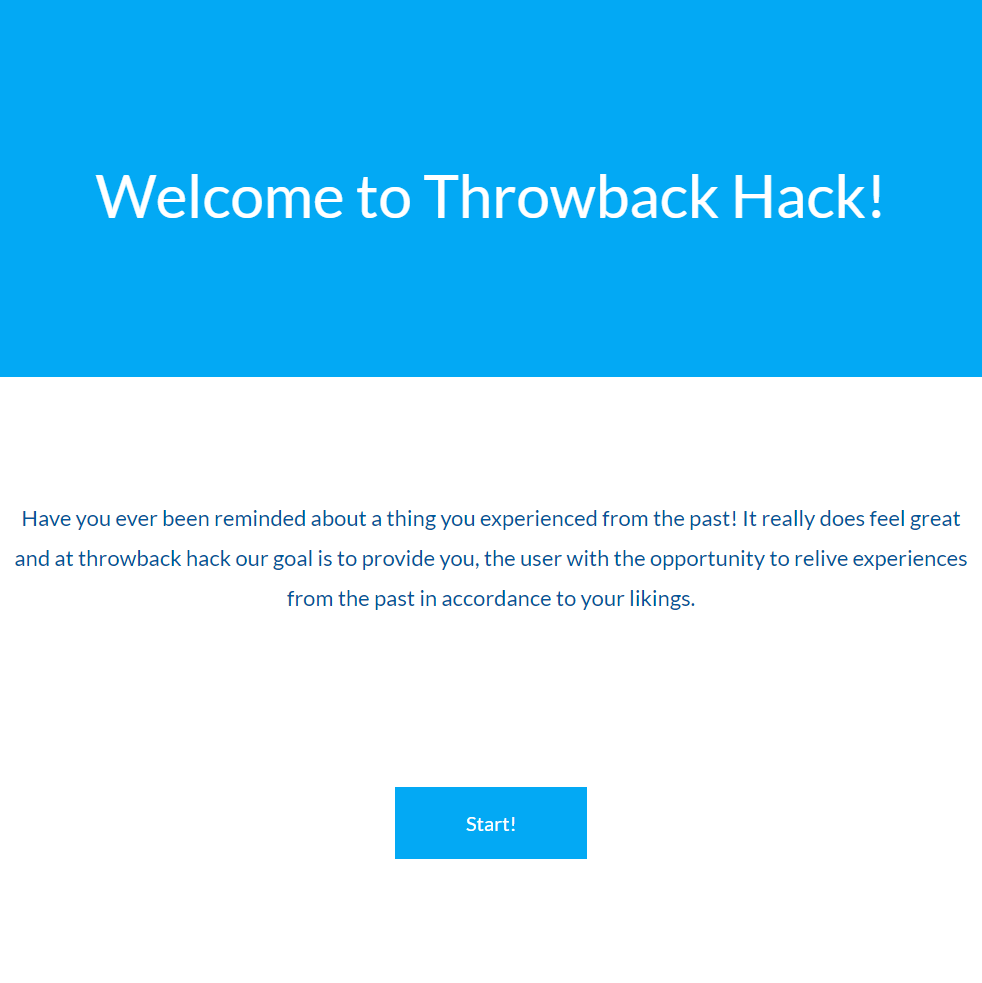 Welcome to Throwback Hack!
Have you ever been reminded about a thing you experienced from the past! It really does feel great
and at throwback hack our goal is to provide you, the user with the opportunity to relive experiences
from the past in accordance to your likings.
Start!